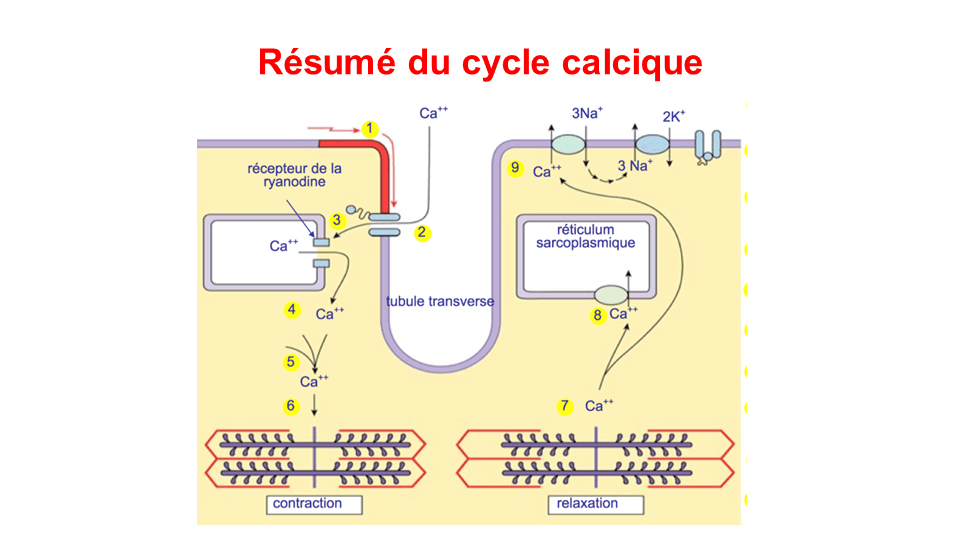 Résumé du cycle calcique
Ca⁺⁺
3Na⁺
2K⁺
1
récepteur de la
ryanodine
9
Ca⁺⁺
3 Na⁺
3
2
Ca⁺⁺
réticulum
sarcoplasmique
tubule transverse
4
Ca⁺⁺
8
Ca⁺⁺
5
Ca⁺⁺
6
7
Ca⁺⁺
contraction
relaxation